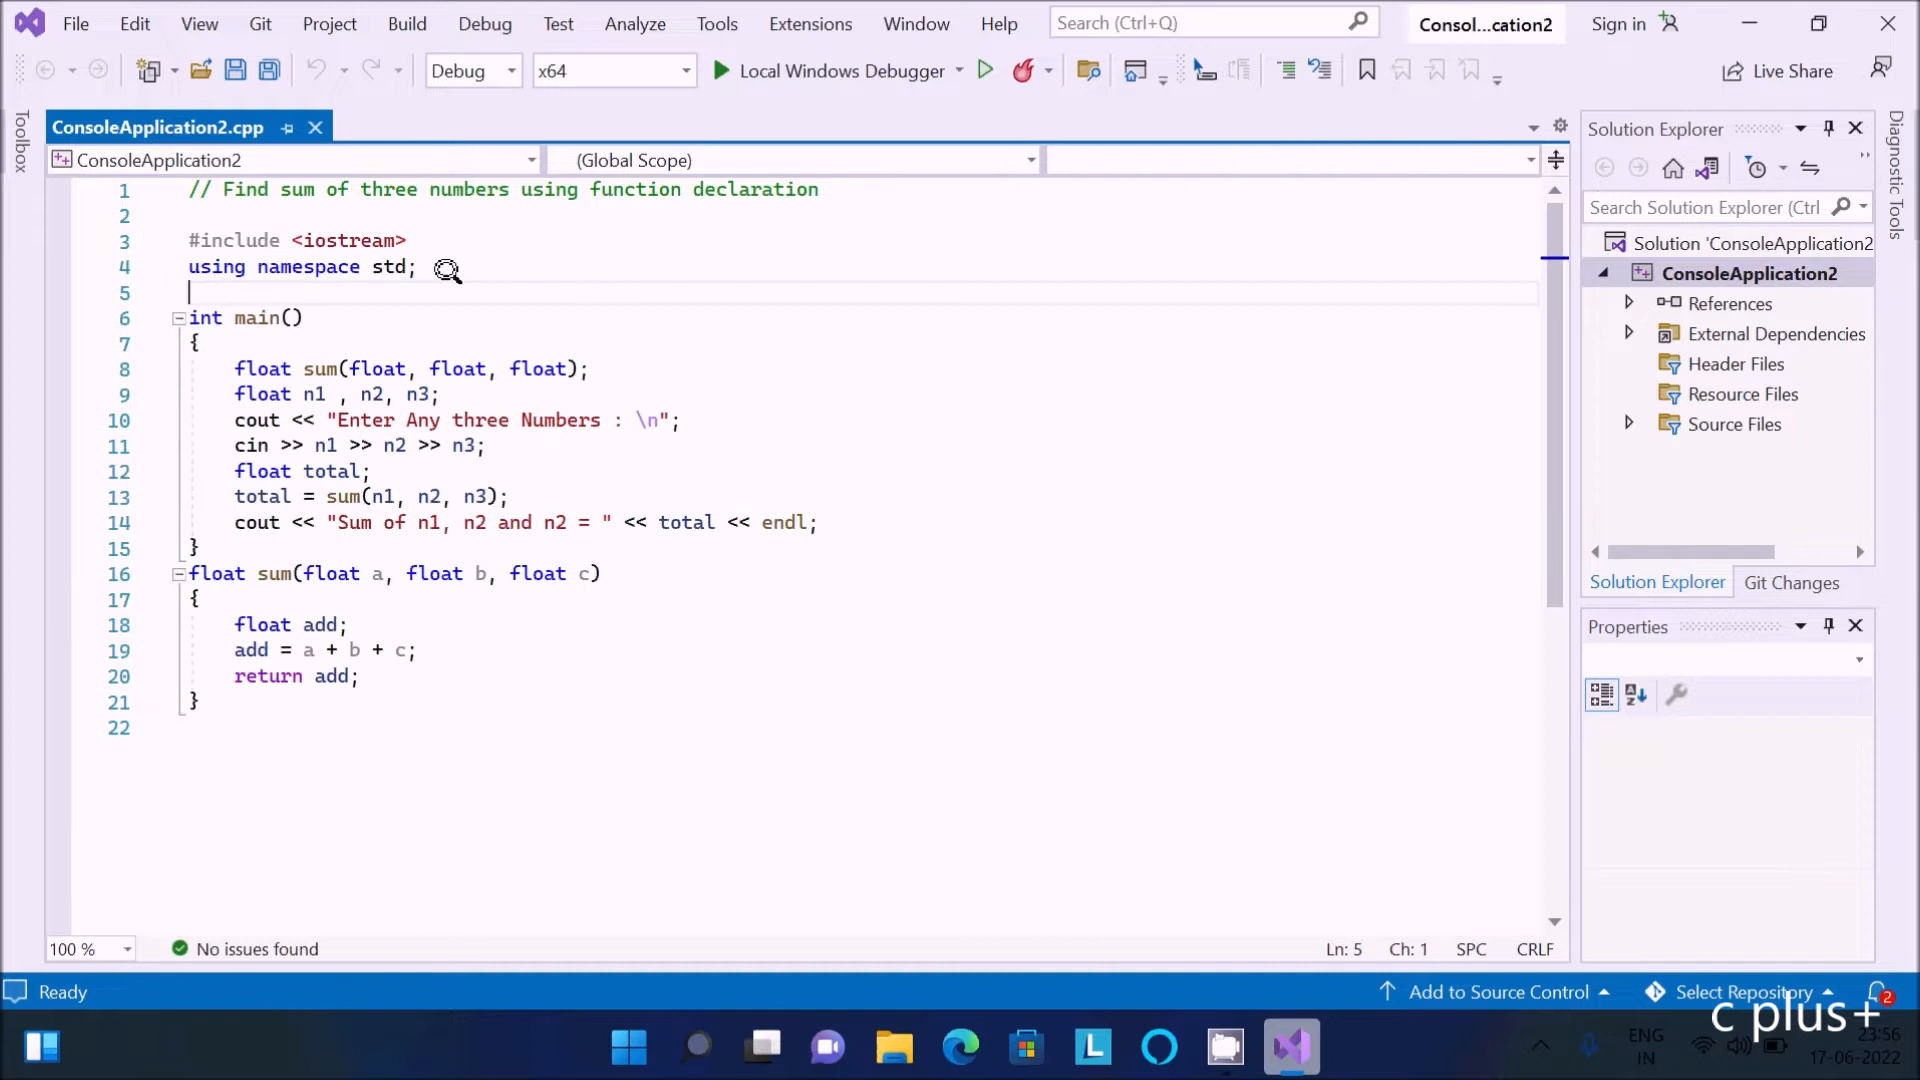 File Edit View Git Project Build Debug Test Analyze Tools Extensions Window Help Search (Ctrl+Q) Consol...cation2 Sign in
Debug x64 Local Windows Debugger Live Share
Toolbox
ConsoleApplication2.cpp
ConsoleApplication2 (Global Scope)
1 // Find sum of three numbers using function declaration
2
3 #include <iostream>
4 using namespace std;
5
6 int main()
7 {
8 float sum(float, float, float);
9 float n1 , n2, n3;
10 cout << "Enter Any three Numbers : \n";
11 cin >> n1 >> n2 >> n3;
12 float total;
13 total = sum(n1, n2, n3);
14 cout << "Sum of n1, n2 and n2 = " << total << endl;
15 }
16 float sum(float a, float b, float c)
17 {
18 float add;
19 add = a + b + c;
20 return add;
21 }
22
100 % No issues found Ln: 5 Ch: 1 SPC CRLF
Solution Explorer
Search Solution Explorer (Ctrl
Solution 'ConsoleApplication2
ConsoleApplication2
References
External Dependencies
Header Files
Resource Files
Source Files
Solution Explorer Git Changes
Properties
Diagnostic Tools
Ready Add to Source Control Select Repository 2
c plus+
ENG
IN
23:56
17-06-2022